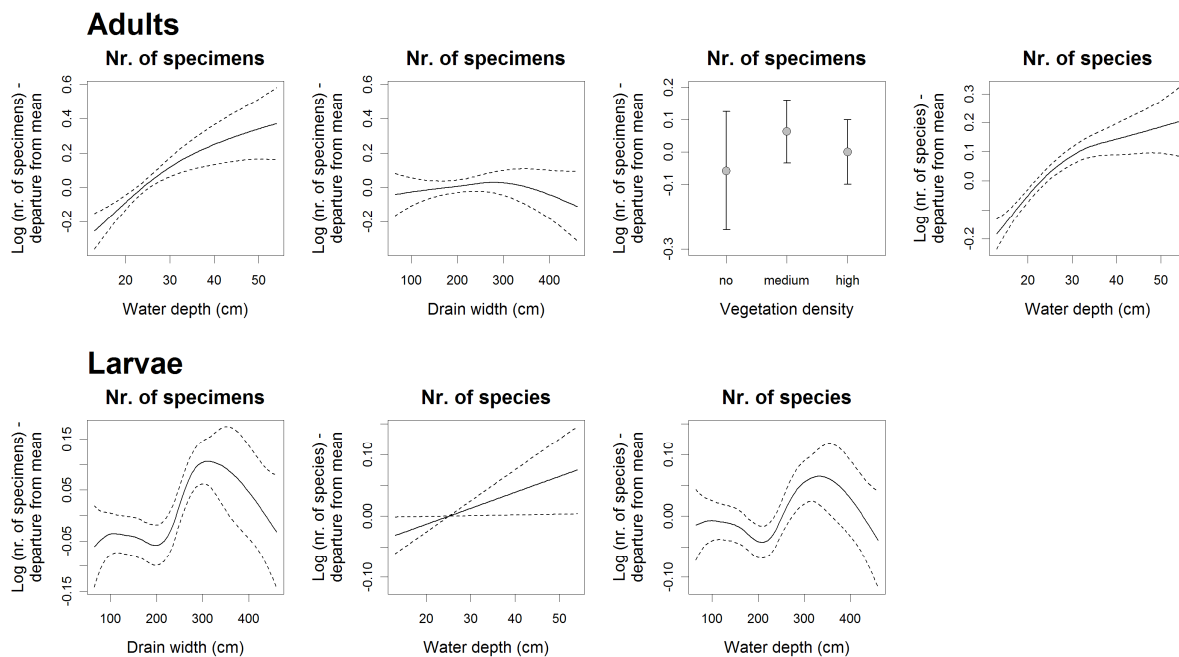 Adults
Nr. of specimens
Log (nr. of specimens) -
departure from mean
0.6
0.4
0.2
0.0
-0.2
20 30 40 50
Water depth (cm)
Nr. of specimens
Log (nr. of specimens) -
departure from mean
0.6
0.4
0.2
0.0
-0.2
100 200 300 400
Drain width (cm)
Nr. of specimens
Log (nr. of specimens) -
departure from mean
0.2
0.1
0.0
-0.1
-0.3
no medium high
Vegetation density
Nr. of species
Log (nr. of species) -
departure from mean
0.3
0.2
0.1
0.0
-0.2
20 30 40 50
Water depth (cm)
Larvae
Nr. of specimens
Log (nr. of specimens) -
departure from mean
0.15
0.05
-0.05
-0.15
100 200 300 400
Drain width (cm)
Nr. of species
Log (nr. of species) -
departure from mean
0.10
0.00
-0.10
20 30 40 50
Water depth (cm)
Nr. of species
Log (nr. of species) -
departure from mean
0.10
0.00
-0.10
100 200 300 400
Water depth (cm)